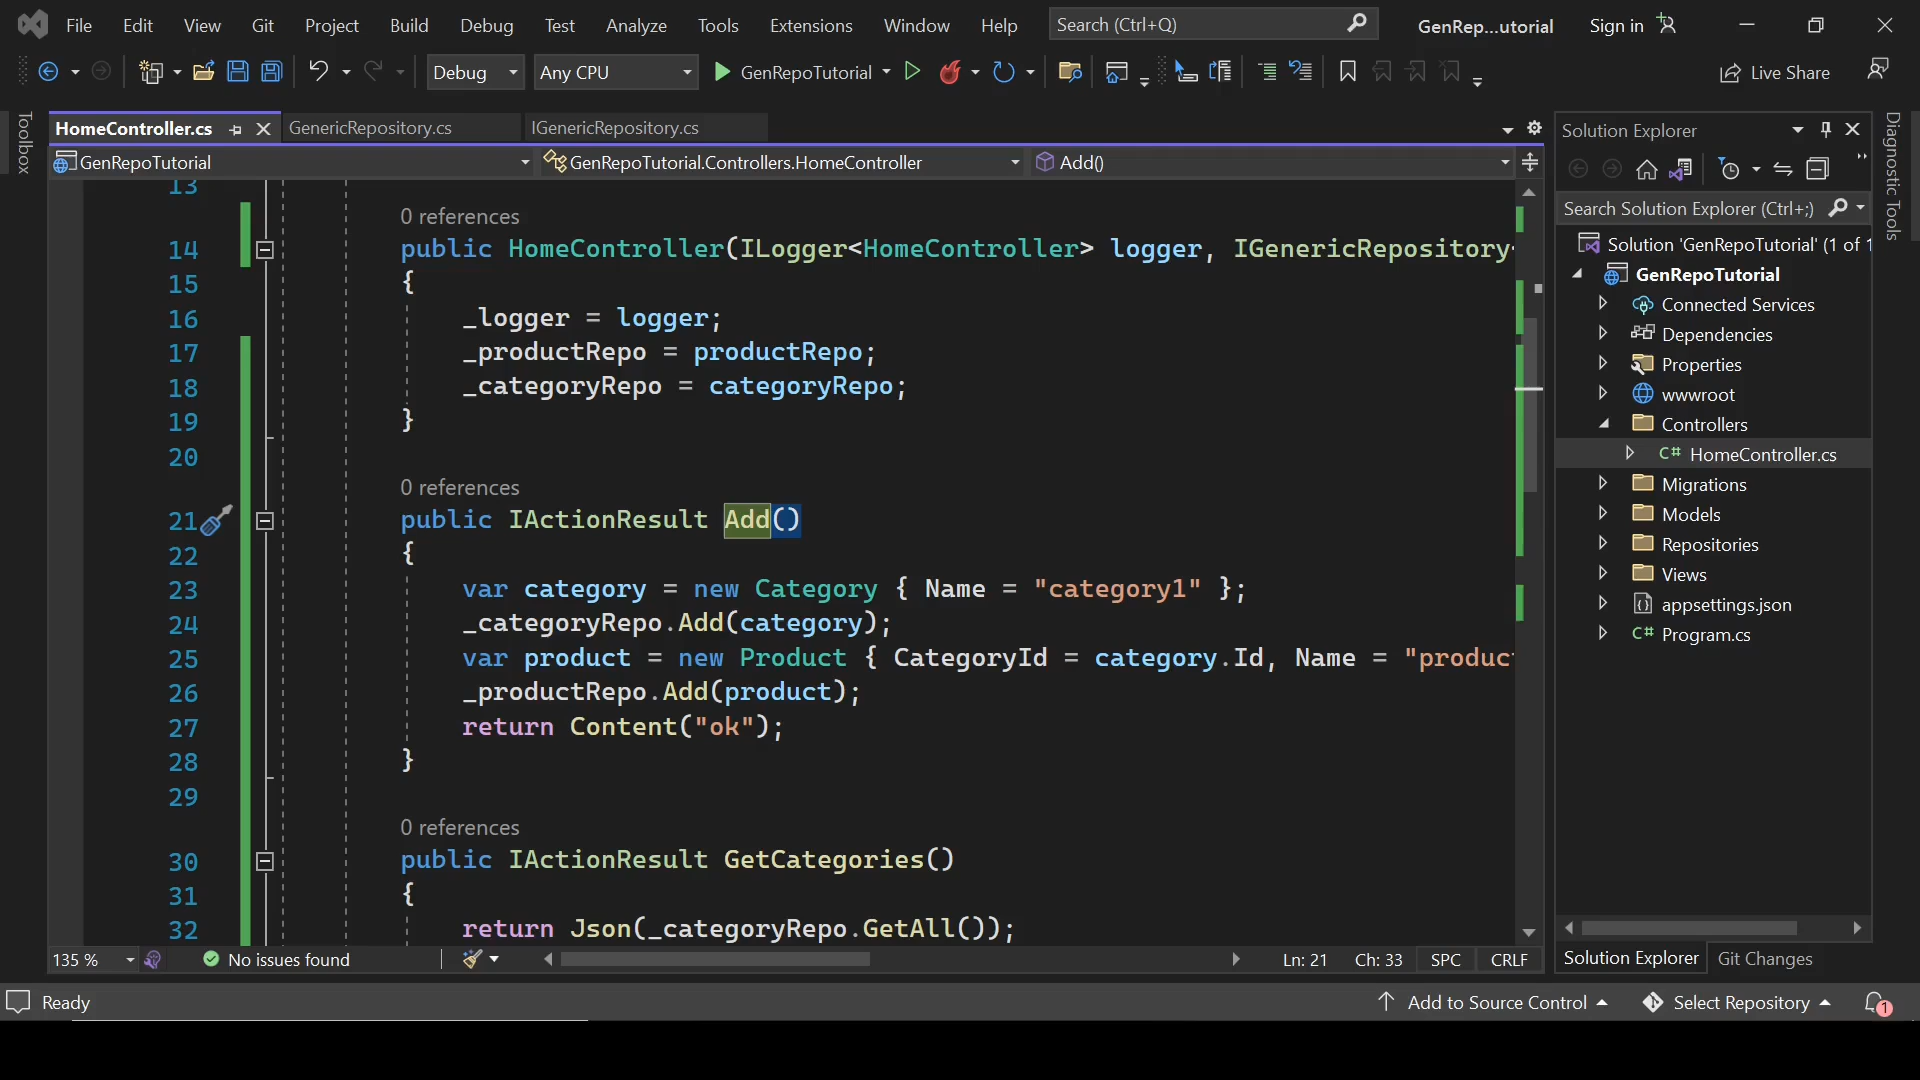 File Edit View Git Project Build Debug Test Analyze Tools Extensions Window Help Search (Ctrl+Q) GenRep...utorial Sign in
Debug Any CPU GenRepoTutorial Live Share
Toolbox
HomeController.cs GenericRepository.cs IGenericRepository.cs
GenRepoTutorial GenRepoTutorial.Controllers.HomeController Add()
13
0 references
14 public HomeController(ILogger<HomeController> logger, IGenericRepository
15 {
16 _logger = logger;
17 _productRepo = productRepo;
18 _categoryRepo = categoryRepo;
19 }
20
0 references
21 public IActionResult Add()
22 {
23 var category = new Category { Name = "category1" };
24 _categoryRepo.Add(category);
25 var product = new Product { CategoryId = category.Id, Name = "produc
26 _productRepo.Add(product);
27 return Content("ok");
28 }
29
0 references
30 public IActionResult GetCategories()
31 {
32 return Json(_categoryRepo.GetAll());
135 % No issues found Ln: 21 Ch: 33 SPC CRLF
Solution Explorer
Search Solution Explorer (Ctrl+;)
Solution 'GenRepoTutorial' (1 of 1
GenRepoTutorial
Connected Services
Dependencies
Properties
wwwroot
Controllers
C# HomeController.cs
Migrations
Models
Repositories
Views
appsettings.json
C# Program.cs
Solution Explorer Git Changes
Diagnostic Tools
Ready Add to Source Control Select Repository 1